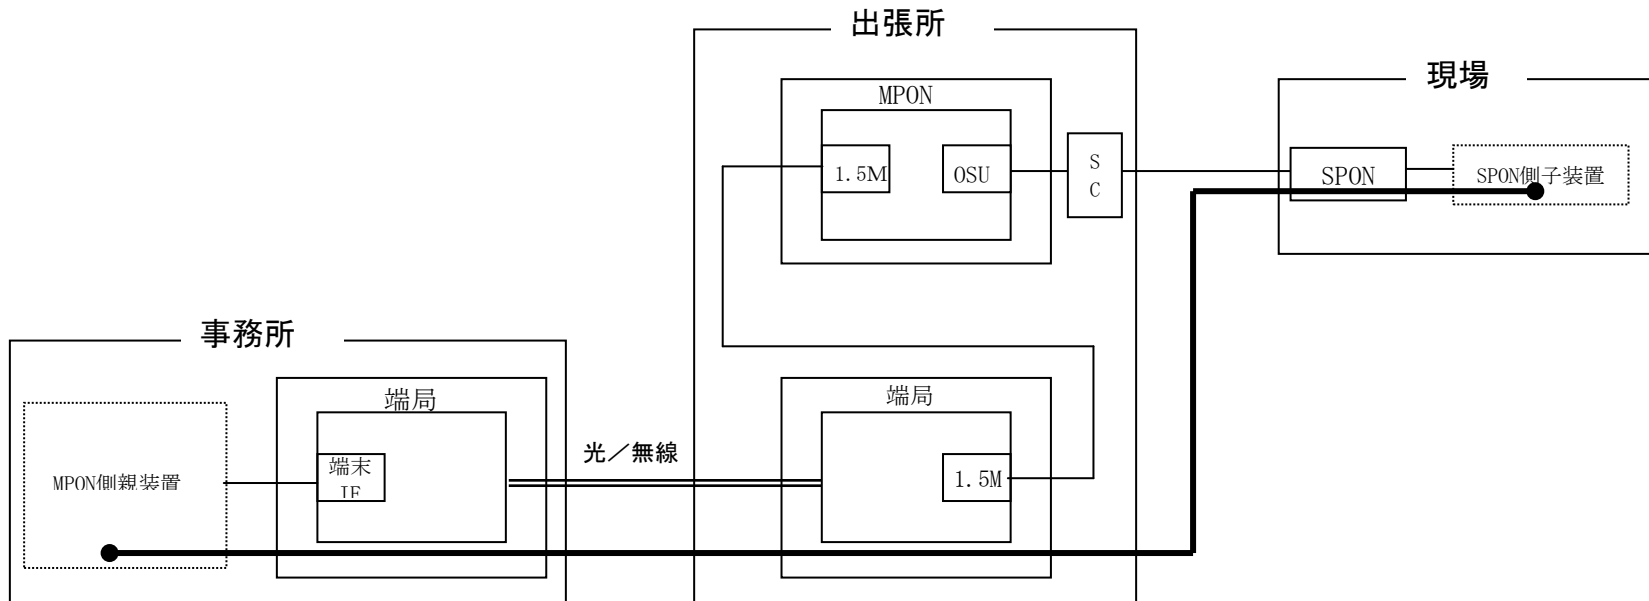 出張所
現場
MPON
1.5M
OSU
S
C
SPON
SPON側子装置
事務所
端局
端局
光／無線
端末
IF
1.5M
MPON側親装置